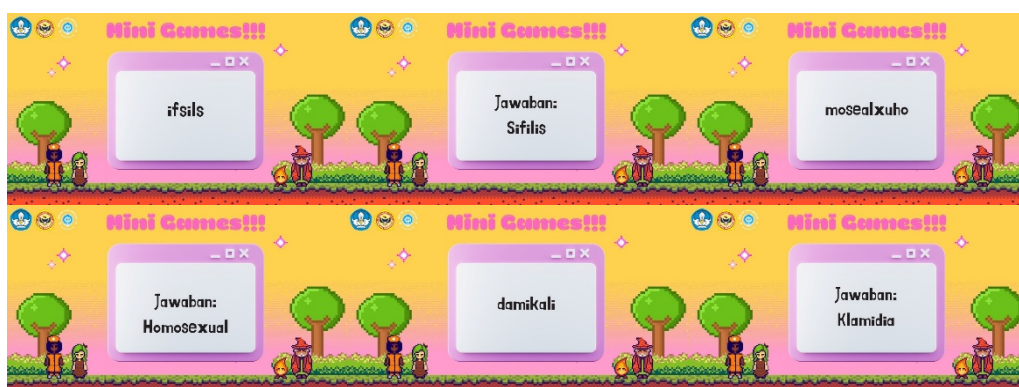 Mini Games!!!
ifsils
Mini Games!!!
Jawaban:
Sifilis
Mini Games!!!
mosealxuho
Mini Games!!!
Jawaban:
Homosexual
Mini Games!!!
damikali
Mini Games!!!
Jawaban:
Klamidia